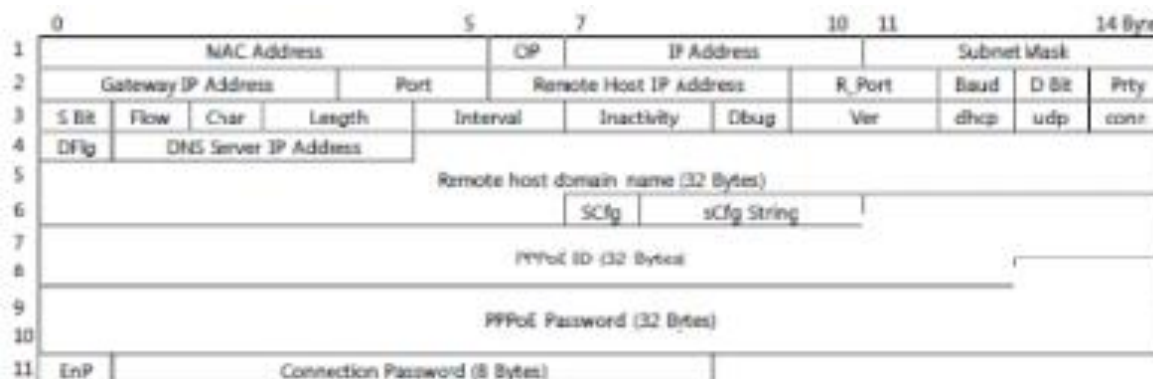 0 5 7 10 11 14 Byte
1 MAC Address OP IP Address Subnet Mask
2 Gateway IP Address Port Remote Host IP Address R_Port Baud D Bit Prty
3 S Bit Flow Char Length Interval Inactivity Dbug Ver dhcp udp conn
4 DFlg DNS Server IP Address
5 Remote host domain name (32 Bytes)
6 SCfg sCfg String
7 PPPoE ID (32 Bytes)
8
9 PPPoE Password (32 Bytes)
10
11 EnP Connection Password (8 Bytes)